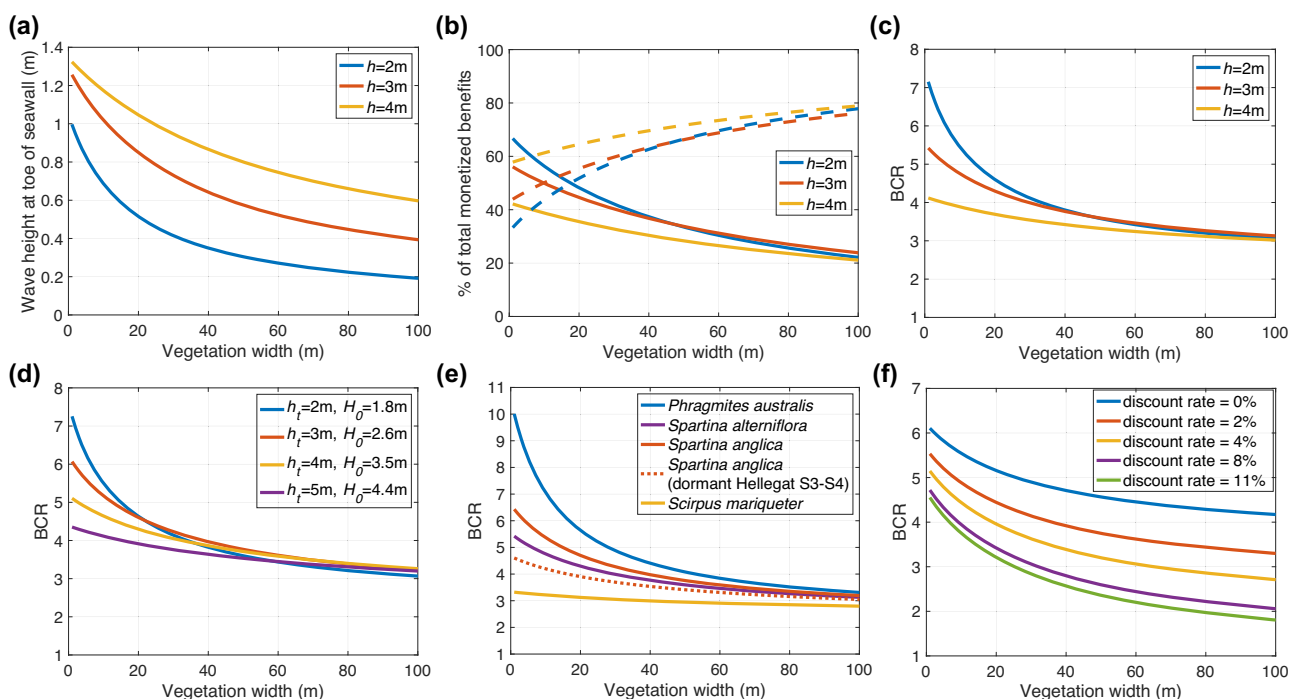 (a)
Wave height at toe of seawall (m)
1.4
1.2
1
0.8
0.6
0.4
0.2
0
0 20 40 60 80 100
Vegetation width (m)
h=2m
h=3m
h=4m
(b)
% of total monetized benefits
100
80
60
40
20
0
0 20 40 60 80 100
Vegetation width (m)
h=2m
h=3m
h=4m
(c)
BCR
8
7
6
5
4
3
2
1
0 20 40 60 80 100
Vegetation width (m)
h=2m
h=3m
h=4m
(d)
BCR
8
7
6
5
4
3
2
1
0 20 40 60 80 100
Vegetation width (m)
hₜ=2m, H₀=1.8m
hₜ=3m, H₀=2.6m
hₜ=4m, H₀=3.5m
hₜ=5m, H₀=4.4m
(e)
BCR
11
10
9
8
7
6
5
4
3
2
1
0 20 40 60 80 100
Vegetation width (m)
Phragmites australis
Spartina alterniflora
Spartina anglica
Spartina anglica
(dormant Hellegat S3-S4)
Scirpus mariqueter
(f)
BCR
7
6
5
4
3
2
1
0 20 40 60 80 100
Vegetation width (m)
discount rate = 0%
discount rate = 2%
discount rate = 4%
discount rate = 8%
discount rate = 11%